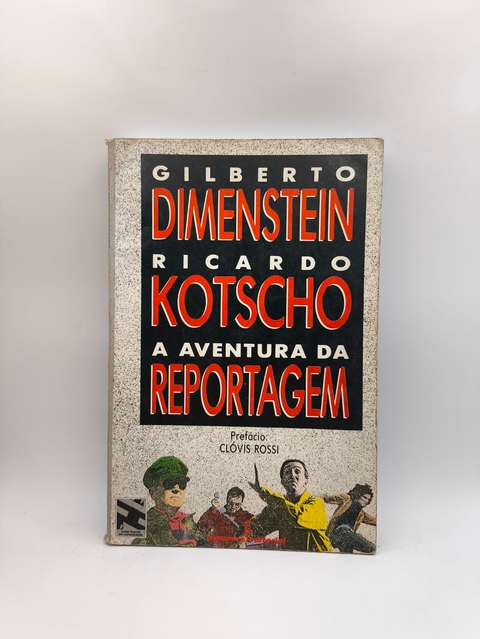 GILBERTO
DIMENSTEIN
RICARDO
KOTSCHO
A AVENTURA DA
REPORTAGEM
Prefácio:
CLÓVIS ROSSI